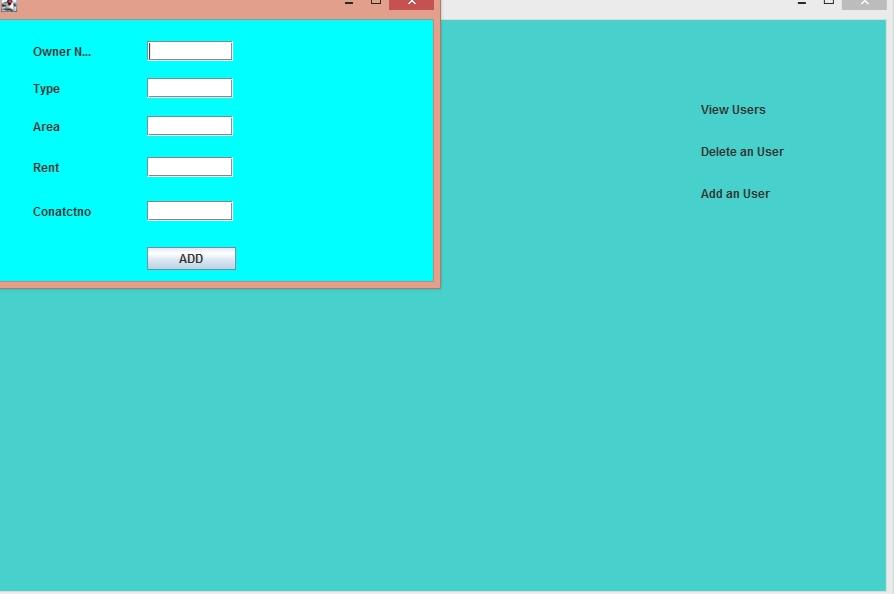 Owner N...
Type
Area
Rent
Conatctno
ADD
View Users
Delete an User
Add an User